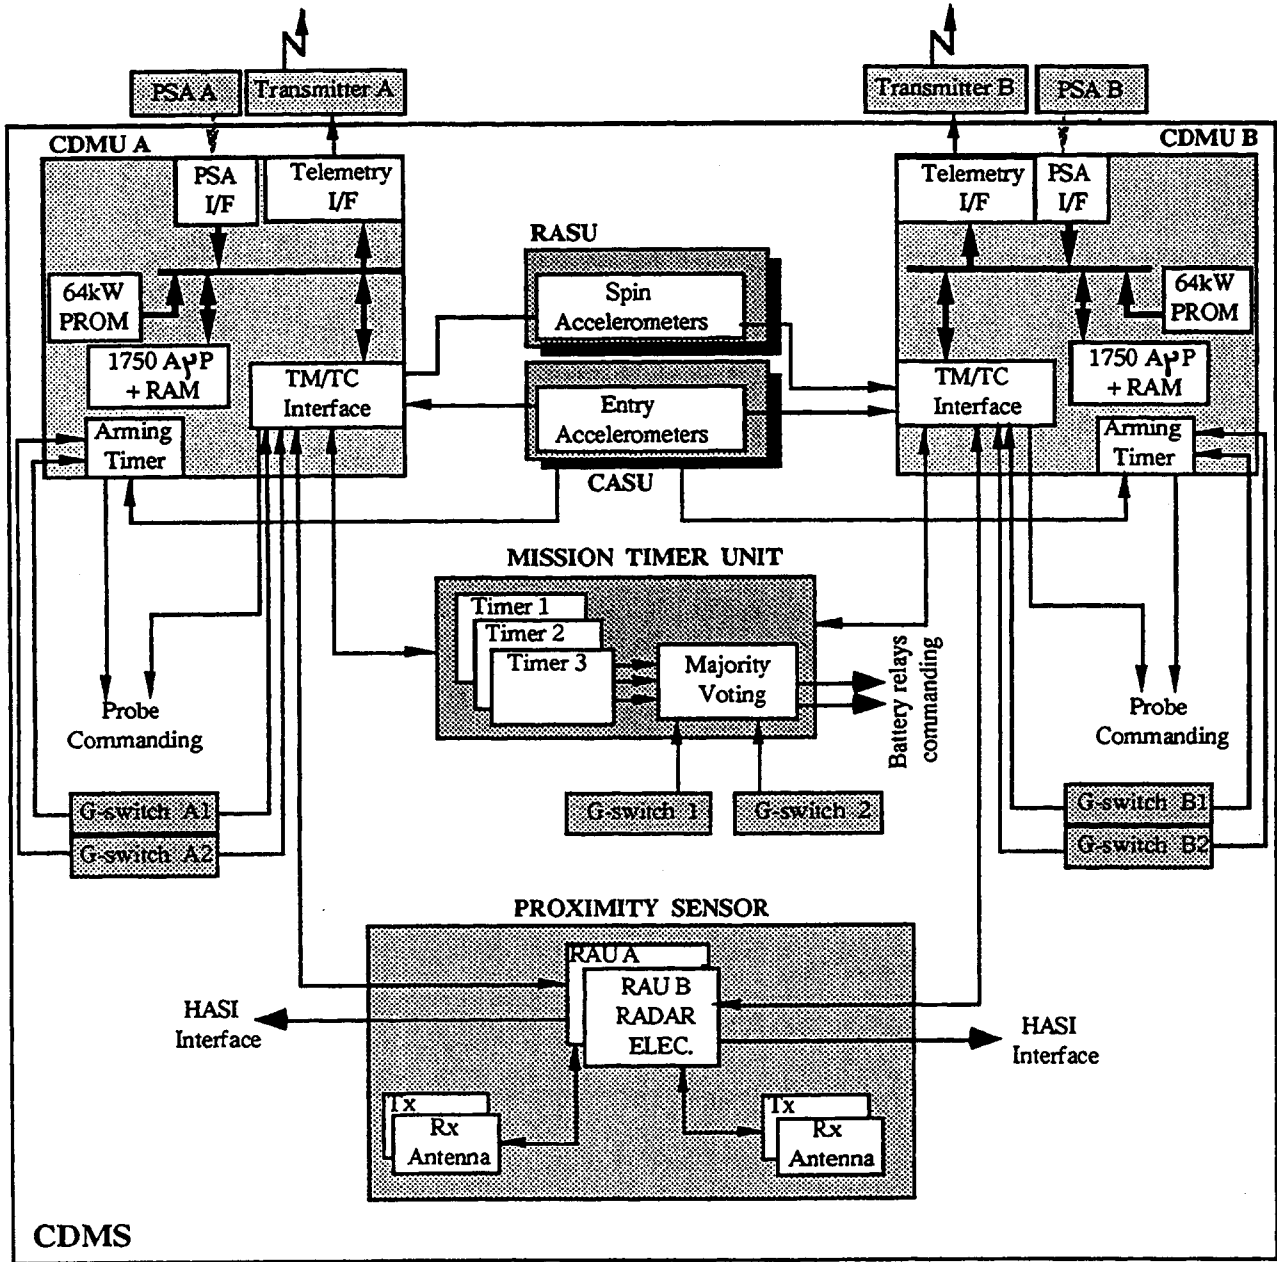 PSA A
Transmitter A
Transmitter B
PSA B
CDMU A
CDMU B
PSA
I/F
Telemetry
I/F
Telemetry
I/F
PSA
I/F
RASU
64kW
PROM
Spin
Accelerometers
64kW
PROM
1750 AμP
+ RAM
TM/TC
Interface
Entry
Accelerometers
TM/TC
Interface
1750 AμP
+ RAM
Arming
Timer
CASU
Arming
Timer
MISSION TIMER UNIT
Timer 1
Timer 2
Timer 3
Majority
Voting
Battery relays
commanding
Probe
Commanding
Probe
Commanding
G-switch A1
G-switch A2
G-switch 1
G-switch 2
G-switch B1
G-switch B2
PROXIMITY SENSOR
RAU A
RAU B
RADAR
ELEC.
HASI
Interface
HASI
Interface
Tx
Rx
Antenna
Tx
Rx
Antenna
CDMS